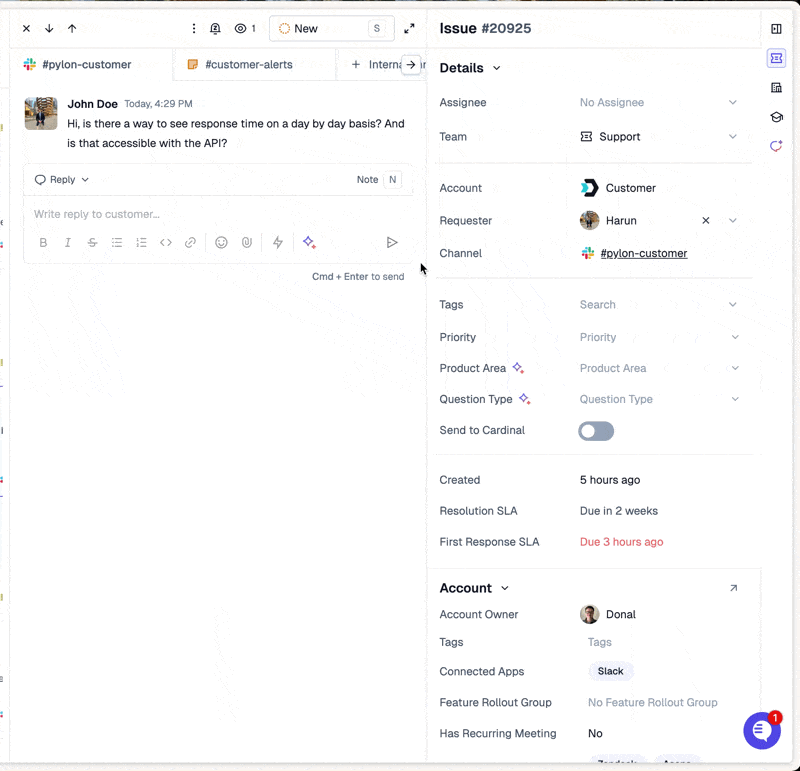 1
New
S
#pylon-customer
#customer-alerts
John Doe Today, 4:29 PM
Hi, is there a way to see response time on a day by day basis? And
is that accessible with the API?
Reply
Note N
Write reply to customer...
B I S
Cmd + Enter to send
Issue #20925
Details
Assignee No Assignee
Team Support
Account Customer
Requester Harun
Channel #pylon-customer
Tags Search
Priority Priority
Product Area Product Area
Question Type Question Type
Send to Cardinal
Created 5 hours ago
Resolution SLA Due in 2 weeks
First Response SLA Due 3 hours ago
Account
Account Owner Donal
Tags Tags
Connected Apps Slack
Feature Rollout Group No Feature Rollout Group
Has Recurring Meeting No
1